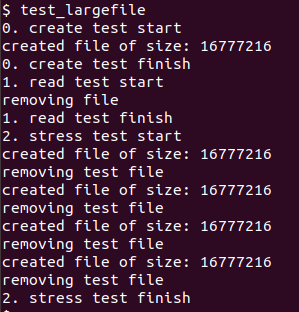 $ test_largefile
0. create test start
created file of size: 16777216
0. create test finish
1. read test start
removing file
1. read test finish
2. stress test start
created file of size: 16777216
removing test file
created file of size: 16777216
removing test file
created file of size: 16777216
removing test file
created file of size: 16777216
removing test file
2. stress test finish
$